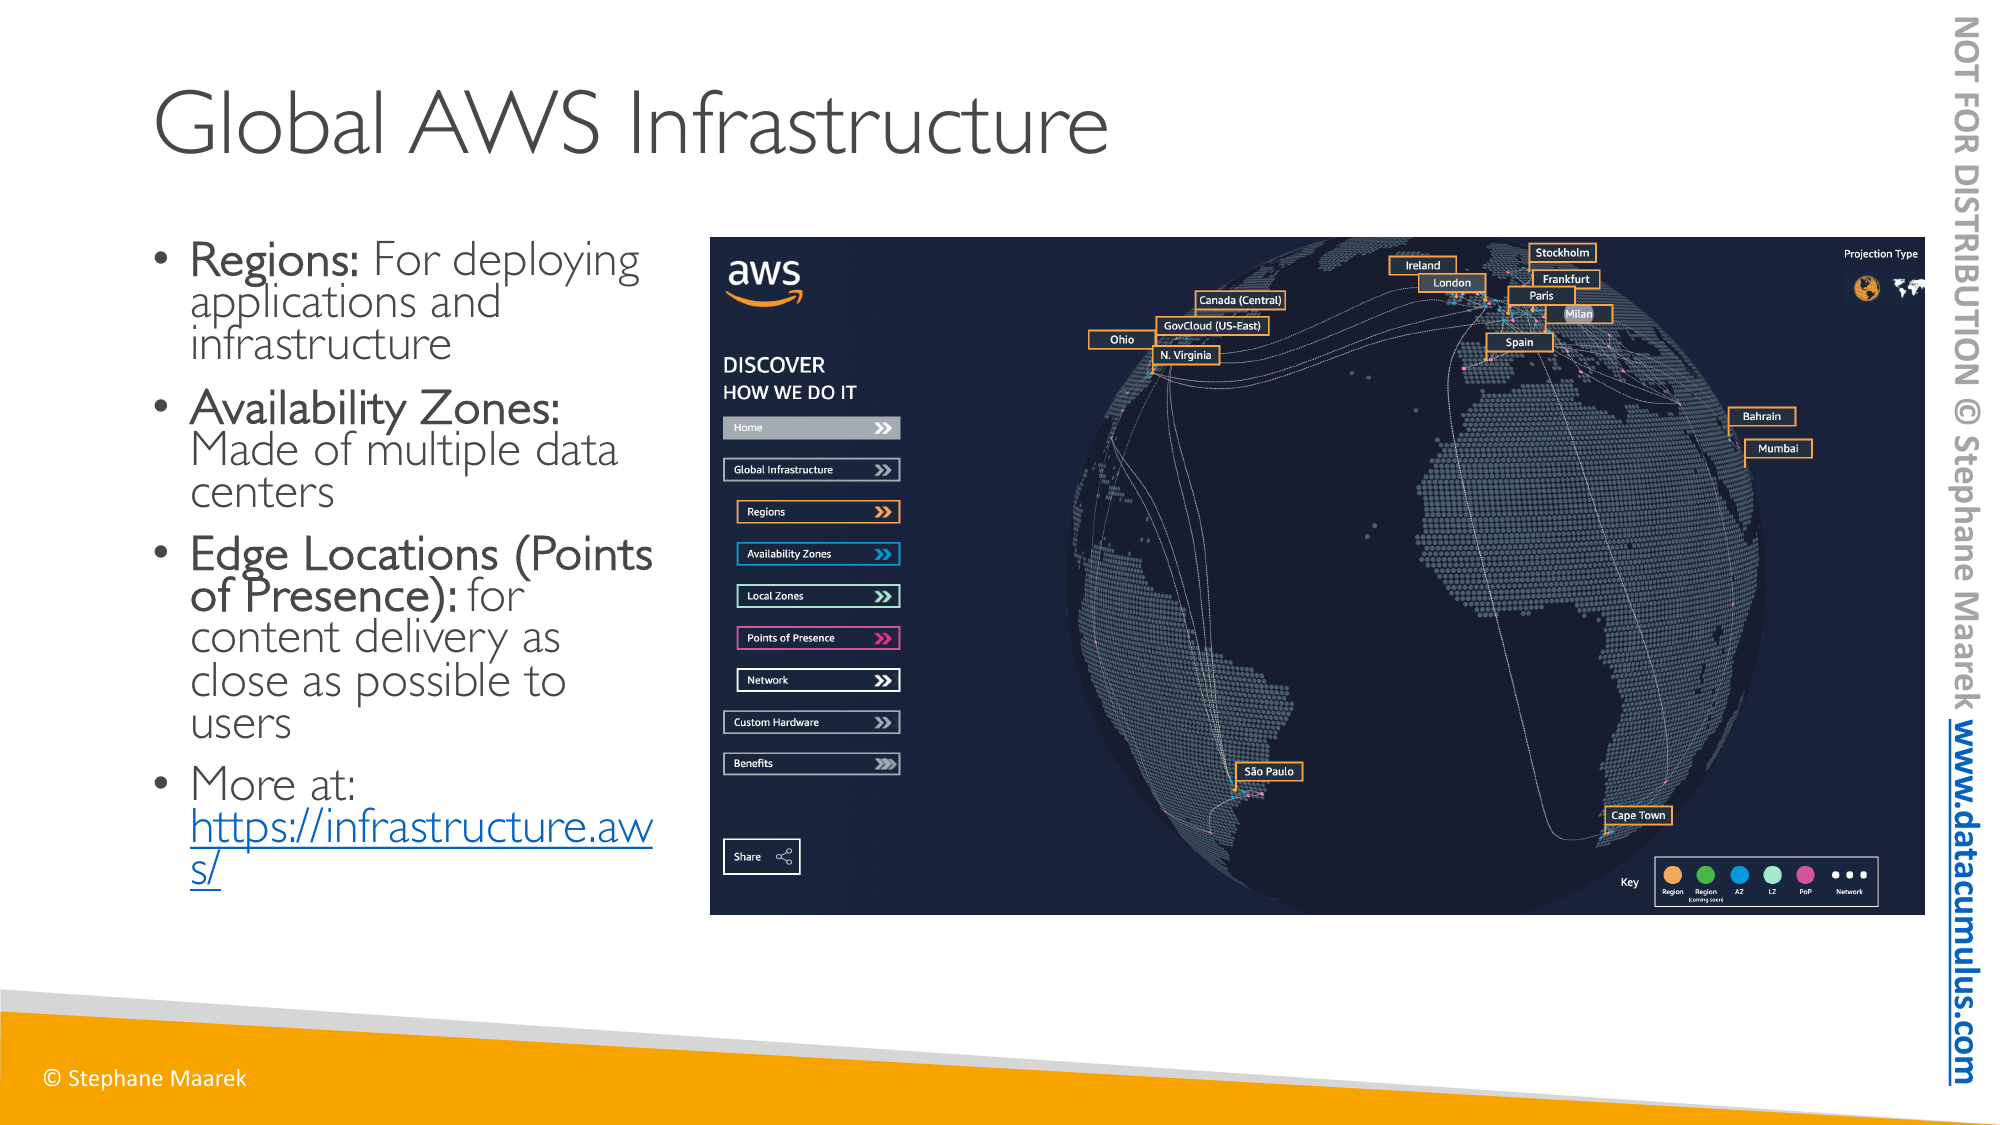 Global AWS Infrastructure
• Regions: For deploying
applications and
infrastructure
• Availability Zones:
Made of multiple data
centers
• Edge Locations (Points
of Presence): for
content delivery as
close as possible to
users
• More at:
https://infrastructure.aw
s/
aws
DISCOVER
HOW WE DO IT
Home
Global Infrastructure
Regions
Availability Zones
Local Zones
Points of Presence
Network
Custom Hardware
Benefits
Share
Projection Type
Stockholm
Ireland
Frankfurt
London
Paris
Canada (Central)
Milan
GovCloud (US-East)
Ohio
Spain
N. Virginia
Bahrain
Mumbai
São Paulo
Cape Town
Key
Region
Region
(coming soon)
AZ
LZ
PoP
Network
© Stephane Maarek
NOT FOR DISTRIBUTION © Stephane Maarek www.datacumulus.com